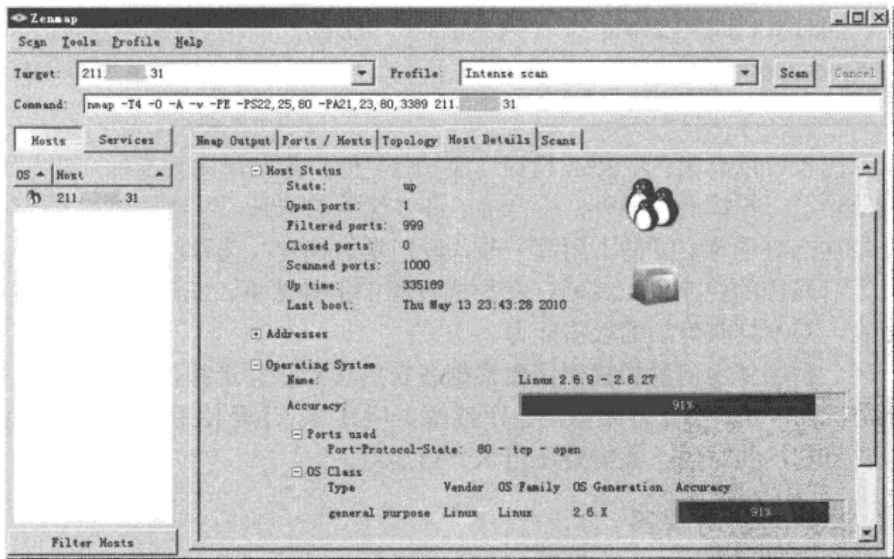 Zenmap
Scan Tools Profile Help
Target: 211. .31 Profile: Intense scan Scan Cancel
Command: nmap -T4 -O -A -v -PE -PS22,25,80 -PA21,23,80,3389 211. 31
Hosts Services Nmap Output Ports / Hosts Topology Host Details Scans
OS Host
211. .31
Host Status
State: up
Open ports: 1
Filtered ports: 999
Closed ports: 0
Scanned ports: 1000
Up time: 335189
Last boot: Thu May 13 23:43:28 2010
Addresses
Operating System
Name: Linux 2.6.9 - 2.6.27
Accuracy: 91%
Ports used
Port-Protocol-State: 80 - tcp - open
OS Class
Type Vendor OS Family OS Generation Accuracy
general purpose Linux Linux 2.6.X 91%
Filter Hosts